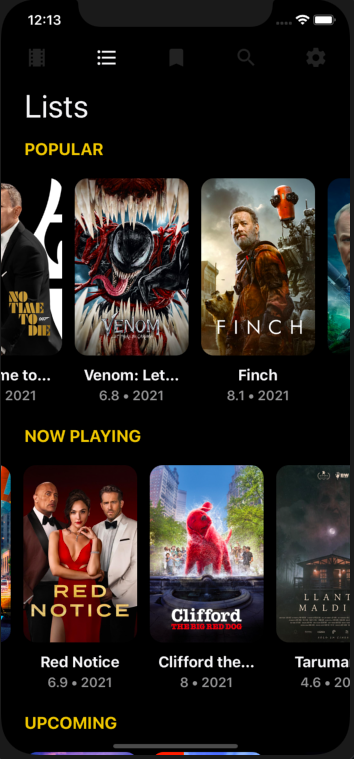 12:13
Lists
POPULAR
NO
TIME
TO
DIE
007
VENOM
FINCH
me to...
Venom: Let...
Finch
2021
6.8 • 2021
8.1 • 2021
NOW PLAYING
RED
NOTICE
Clifford
THE BIG RED DOG
LLANT
MALDI
Red Notice
Clifford the...
Taruma
6.9 • 2021
8 • 2021
4.6 • 20
UPCOMING